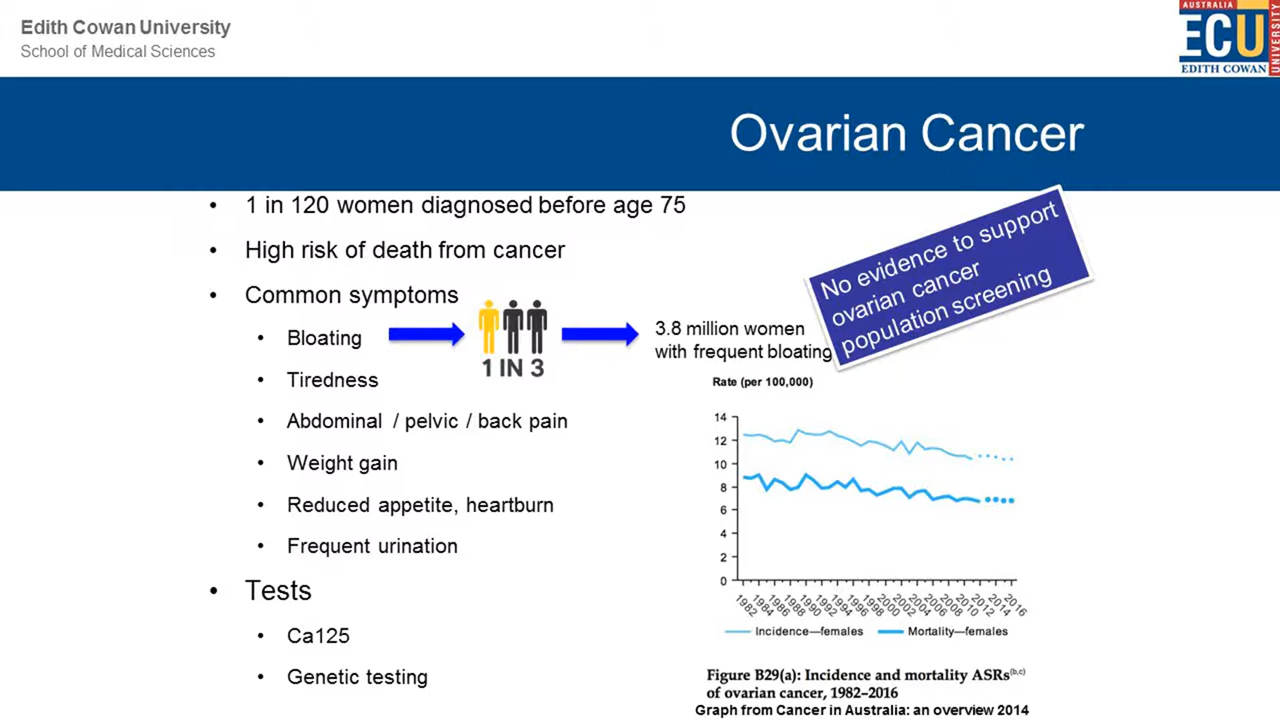 Edith Cowan University
School of Medical Sciences
AUSTRALIA
ECU
EDITH COWAN
UNIVERSITY
Ovarian Cancer
• 1 in 120 women diagnosed before age 75
• High risk of death from cancer
• Common symptoms
• Bloating
1 IN 3
3.8 million women
with frequent bloating
No evidence to support
ovarian cancer
population screening
• Tiredness
• Abdominal / pelvic / back pain
• Weight gain
• Reduced appetite, heartburn
• Frequent urination
• Tests
• Ca125
• Genetic testing
Rate (per 100,000)
14
12
10
8
6
4
2
0
1982 1984 1986 1988 1990 1992 1994 1996 1998 2000 2002 2004 2006 2008 2010 2012 2014 2016
Incidence—females Mortality—females
Figure B29(a): Incidence and mortality ASRs(b,c)
of ovarian cancer, 1982–2016
Graph from Cancer in Australia: an overview 2014